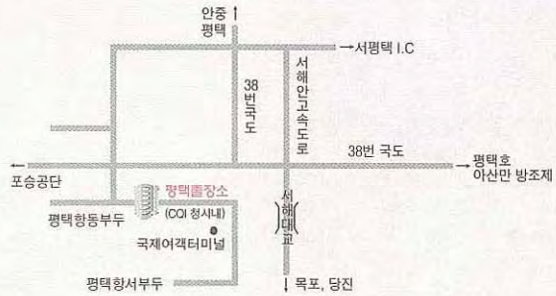 안중
평택
→서평택 I.C
38번국도
서해안고속도로
38번 국도
←
포승공단
→평택호
아산만 방조제
평택출장소
(CQI 청사내)
평택항동부두
국제여객터미널
서해대교
평택항서부두
↓목포, 당진